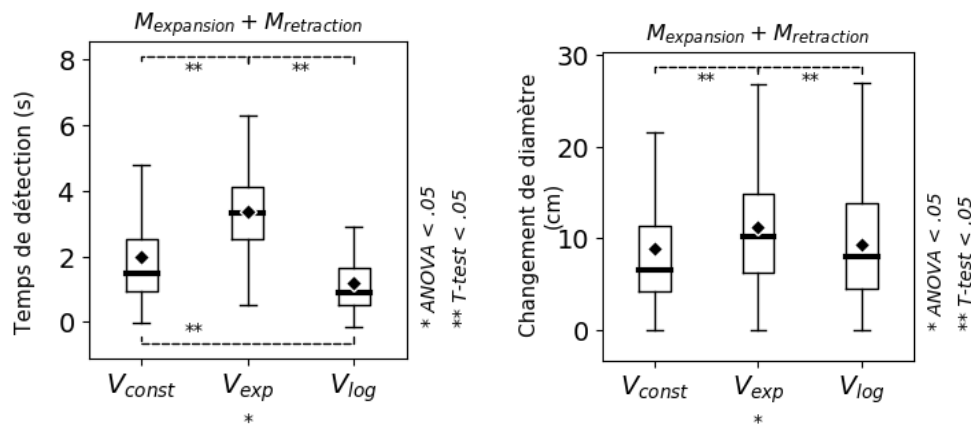 M_expansion + M_retraction
8
6
4
2
0
Temps de détection (s)
**
**
**
V_const
V_exp
V_log
*
* ANOVA < .05
** T-test < .05
M_expansion + M_retraction
30
20
10
0
Changement de diamètre
(cm)
**
**
V_const
V_exp
V_log
*
* ANOVA < .05
** T-test < .05